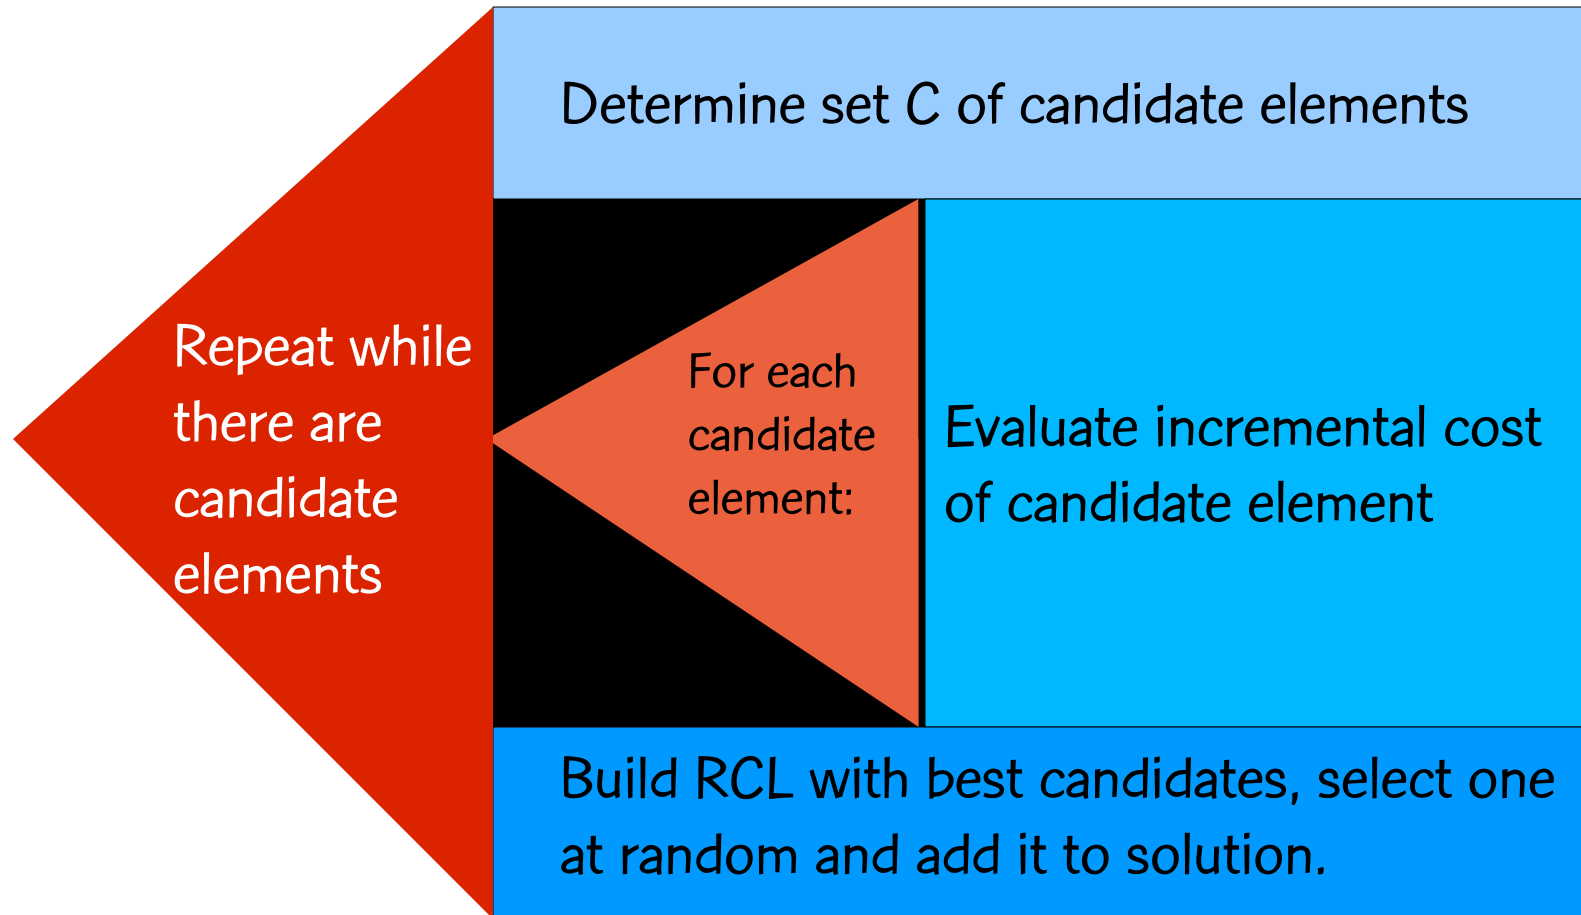 Determine set C of candidate elements
Repeat while
there are
candidate
elements
For each
candidate
element:
Evaluate incremental cost
of candidate element
Build RCL with best candidates, select one
at random and add it to solution.